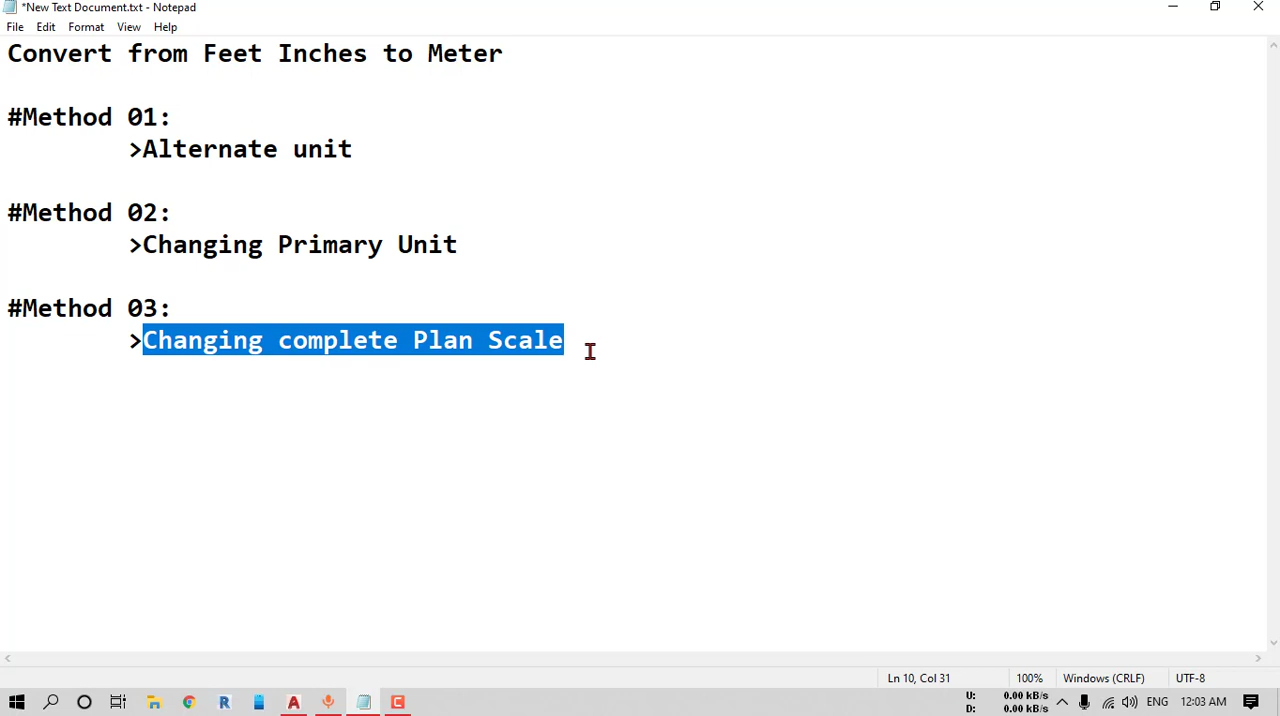 *New Text Document.txt - Notepad
File Edit Format View Help
Convert from Feet Inches to Meter
#Method 01:
>Alternate unit
#Method 02:
>Changing Primary Unit
#Method 03:
>Changing complete Plan Scale
Ln 10, Col 31 100% Windows (CRLF) UTF-8
U: 0.00 kB/s
D: 0.00 kB/s
ENG 12:03 AM